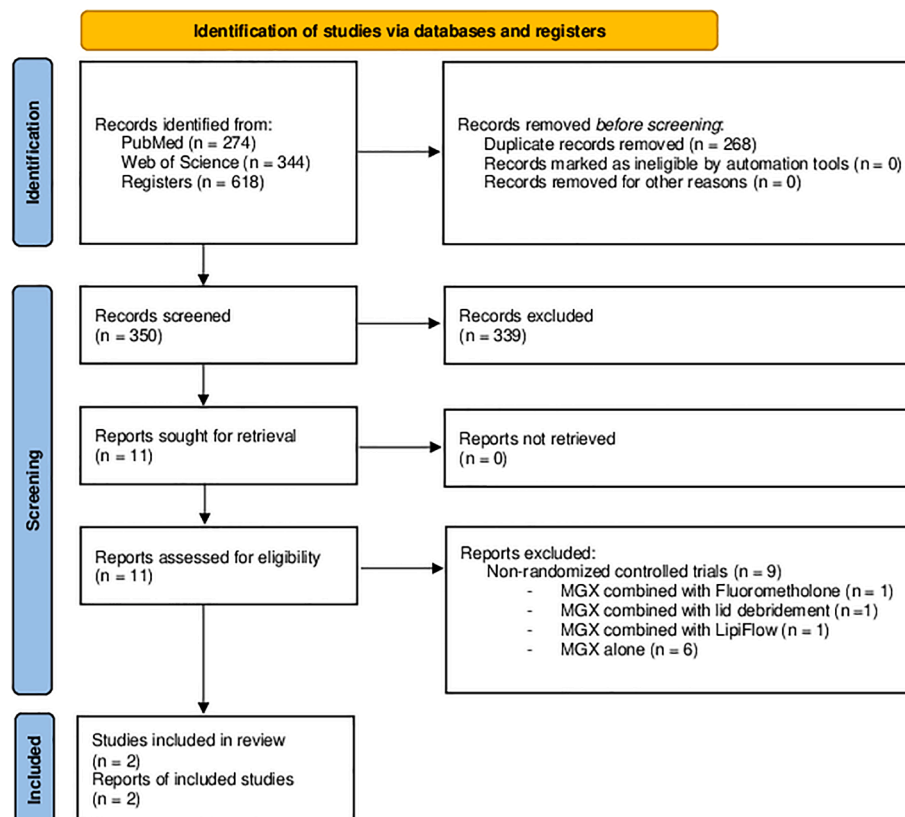 Identification of studies via databases and registers
Identification
Records identified from:
PubMed (n = 274)
Web of Science (n = 344)
Registers (n = 618)
Records removed before screening:
Duplicate records removed (n = 268)
Records marked as ineligible by automation tools (n = 0)
Records removed for other reasons (n = 0)
Screening
Records screened
(n = 350)
Records excluded
(n = 339)
Reports sought for retrieval
(n = 11)
Reports not retrieved
(n = 0)
Reports assessed for eligibility
(n = 11)
Reports excluded:
Non-randomized controlled trials (n = 9)
- MGX combined with Fluorometholone (n = 1)
- MGX combined with lid debridement (n =1)
- MGX combined with LipiFlow (n = 1)
- MGX alone (n = 6)
Included
Studies included in review
(n = 2)
Reports of included studies
(n = 2)